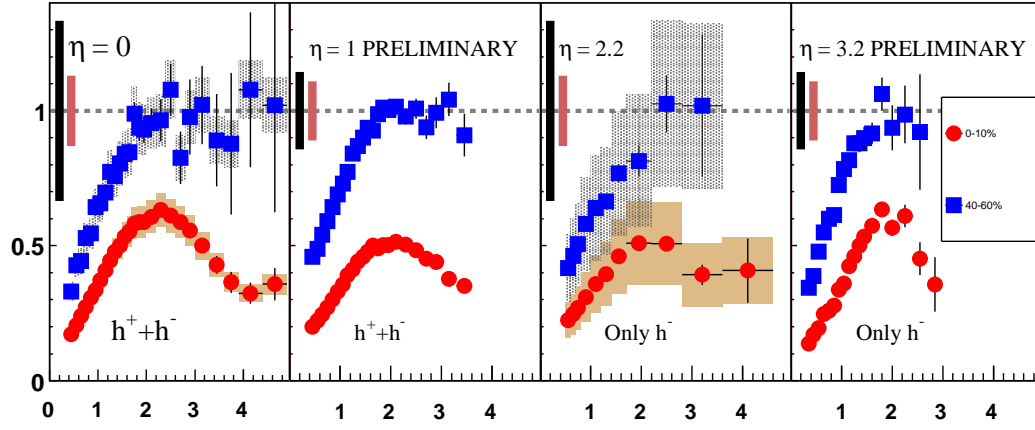 η = 0
η = 1 PRELIMINARY
η = 2.2
η = 3.2 PRELIMINARY
1
0.5
0
0-10%
40-60%
h⁺+h⁻
h⁺+h⁻
Only h⁻
Only h⁻
0 1 2 3 4
1 2 3 4
1 2 3 4
1 2 3 4